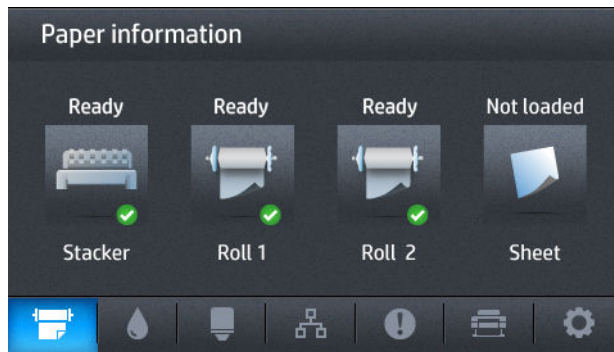 Paper information
Ready Ready Ready Not loaded
Stacker Roll 1 Roll 2 Sheet